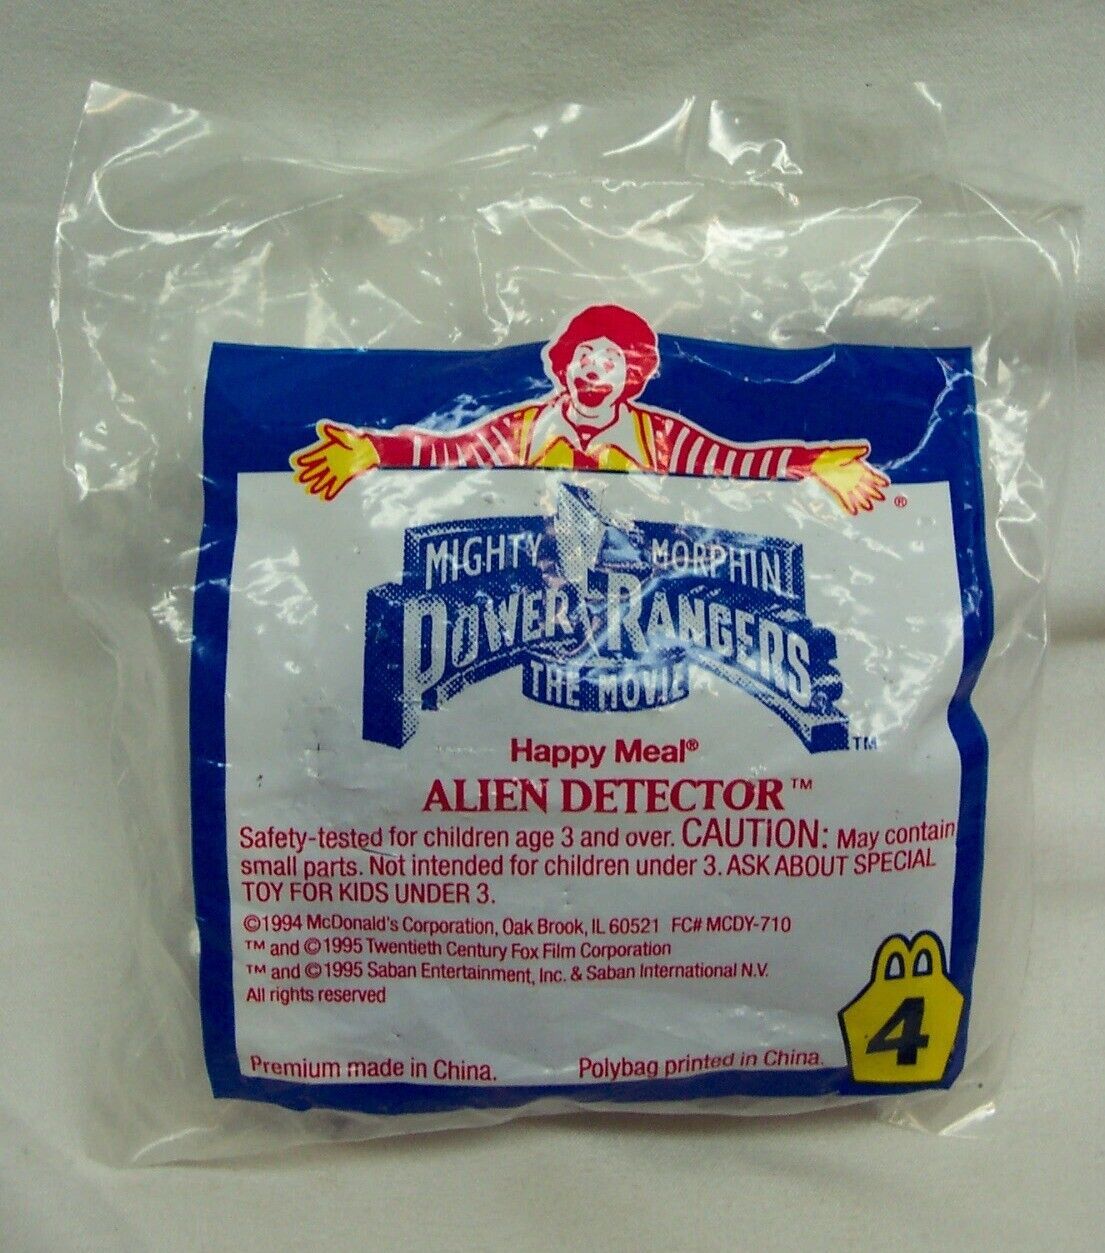 ®
MIGHTY MORPHIN
POWER RANGERS
THE MOVIE
TM
Happy Meal®
ALIEN DETECTOR™
Safety-tested for children age 3 and over. CAUTION: May contain
small parts. Not intended for children under 3. ASK ABOUT SPECIAL
TOY FOR KIDS UNDER 3.
©1994 McDonald's Corporation, Oak Brook, IL 60521 FC# MCDY-710
™ and ©1995 Twentieth Century Fox Film Corporation
™ and ©1995 Saban Entertainment, Inc. & Saban International N.V.
All rights reserved
4
Premium made in China. Polybag printed in China.